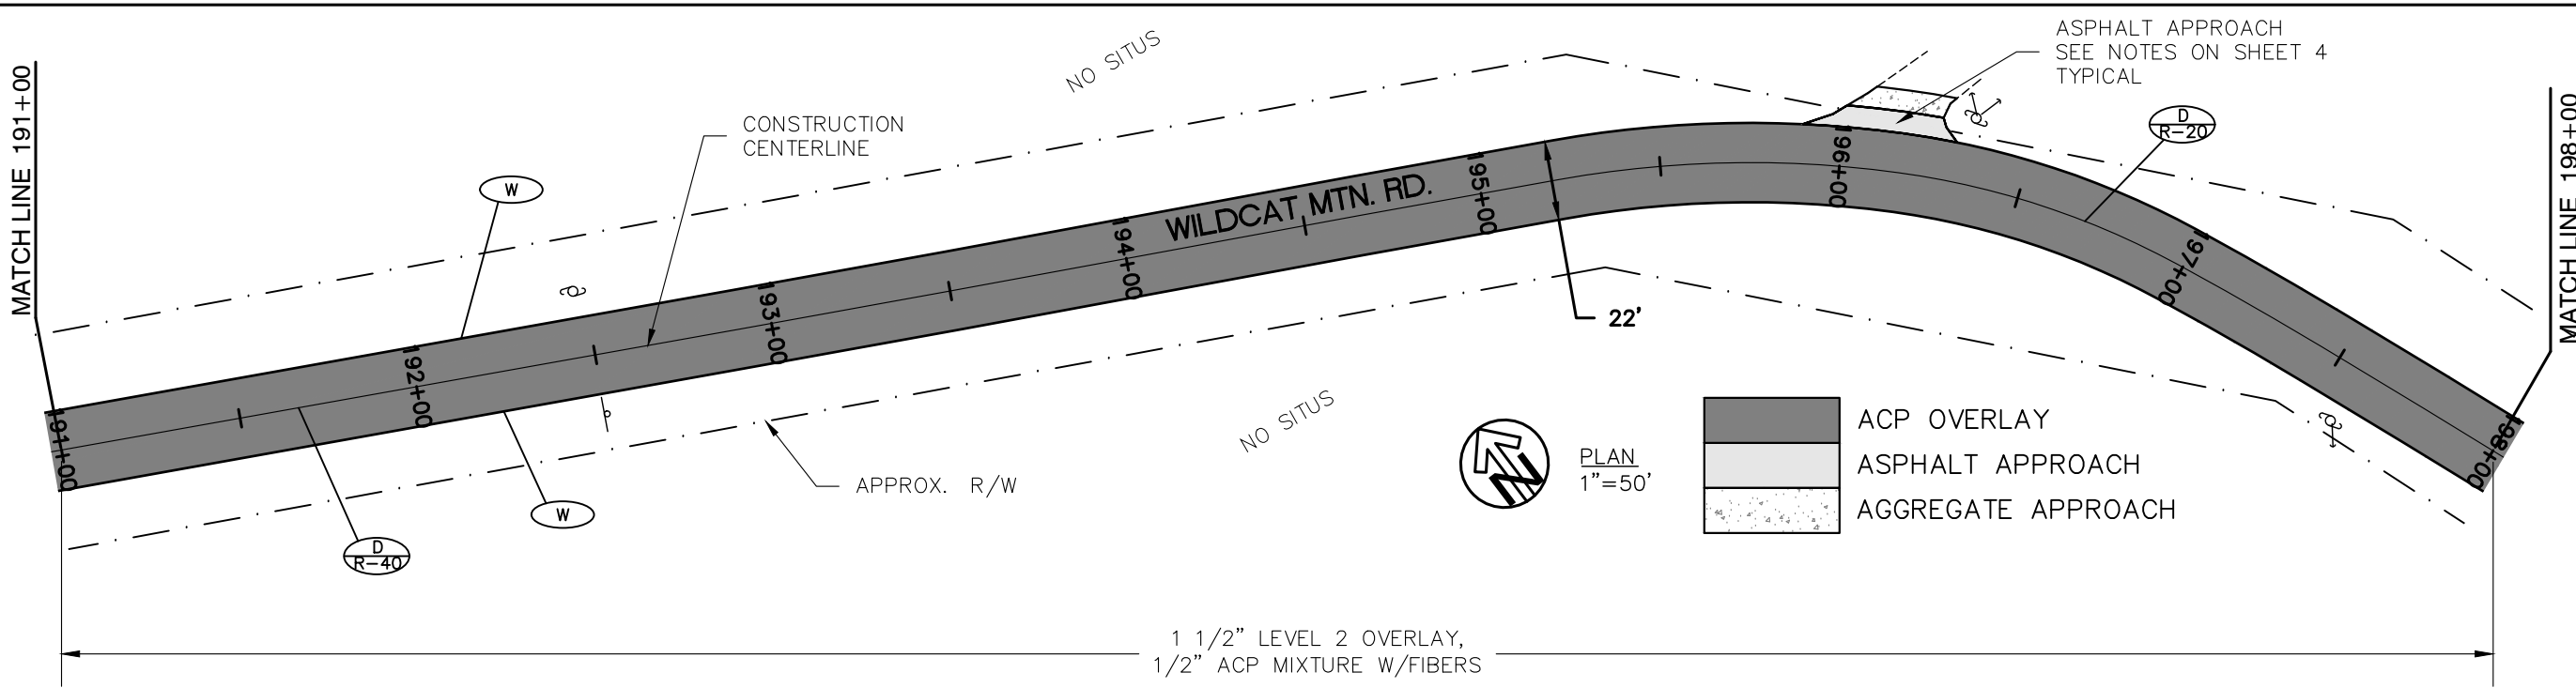 MATCH LINE 191+00
NO SITUS
ASPHALT APPROACH
SEE NOTES ON SHEET 4
TYPICAL
MATCH LINE 198+00
CONSTRUCTION
CENTERLINE
D
R-20
W
WILDCAT MTN. RD.
191+00
192+00
193+00
194+00
195+00
196+00
197+00
198+00
22'
NO SITUS
APPROX. R/W
W
D
R-40
N
PLAN
1"=50'
ACP OVERLAY
ASPHALT APPROACH
AGGREGATE APPROACH
1 1/2" LEVEL 2 OVERLAY,
1/2" ACP MIXTURE W/FIBERS